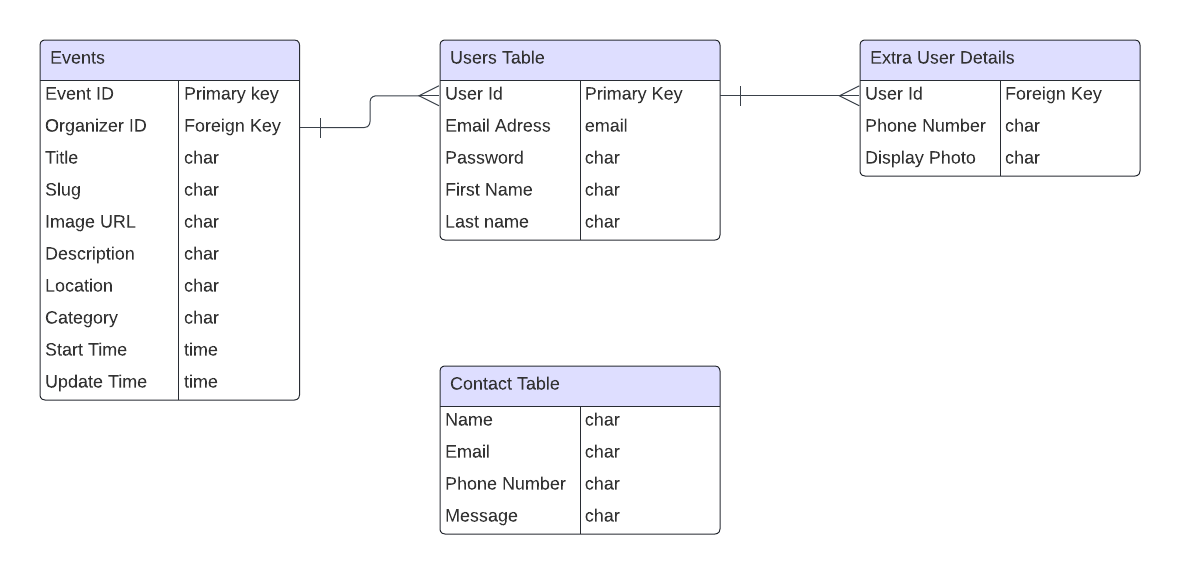 Events
Event ID Primary key
Organizer ID Foreign Key
Title char
Slug char
Image URL char
Description char
Location char
Category char
Start Time time
Update Time time
Users Table
User Id Primary Key
Email Adress email
Password char
First Name char
Last name char
Extra User Details
User Id Foreign Key
Phone Number char
Display Photo char
Contact Table
Name char
Email char
Phone Number char
Message char